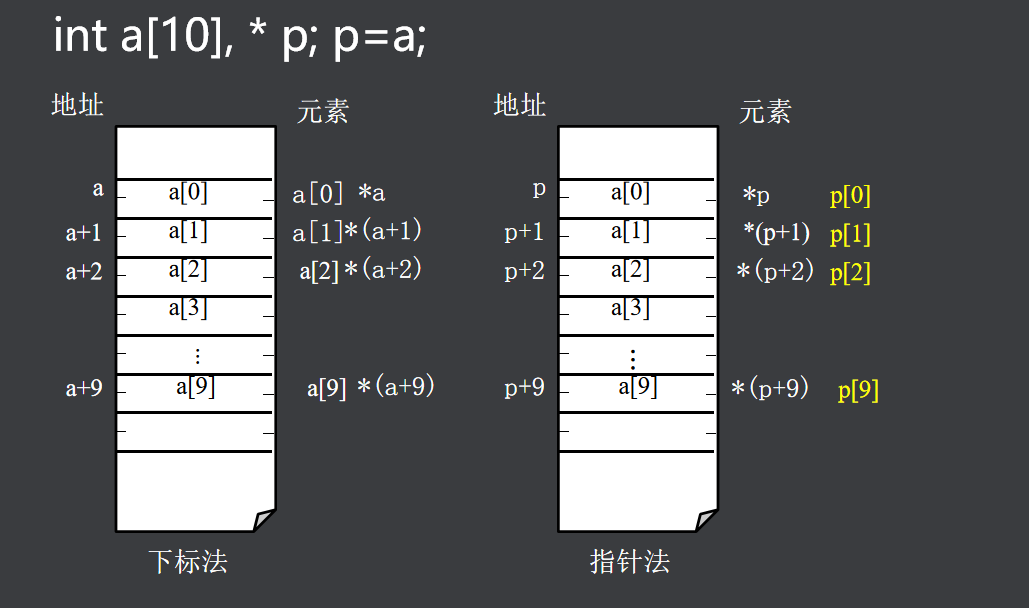 int a[10], * p; p=a;
地址 元素 地址 元素
a a[0] a[0] *a p a[0] *p p[0]
a+1 a[1] a[1]*(a+1) p+1 a[1] *(p+1) p[1]
a+2 a[2] a[2]*(a+2) p+2 a[2] *(p+2) p[2]
a[3] a[3]
⋮ ⋮
a+9 a[9] a[9] *(a+9) p+9 a[9] *(p+9) p[9]
下标法 指针法